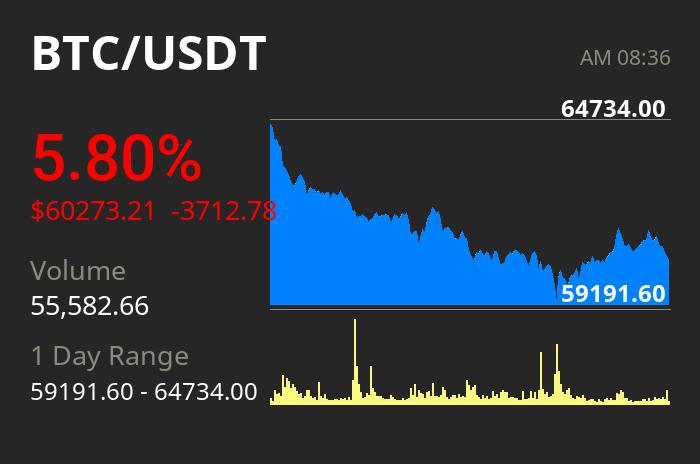 BTC/USDT
AM 08:36
64734.00
5.80%
$60273.21 -3712.78
Volume
55,582.66
59191.60
1 Day Range
59191.60 - 64734.00